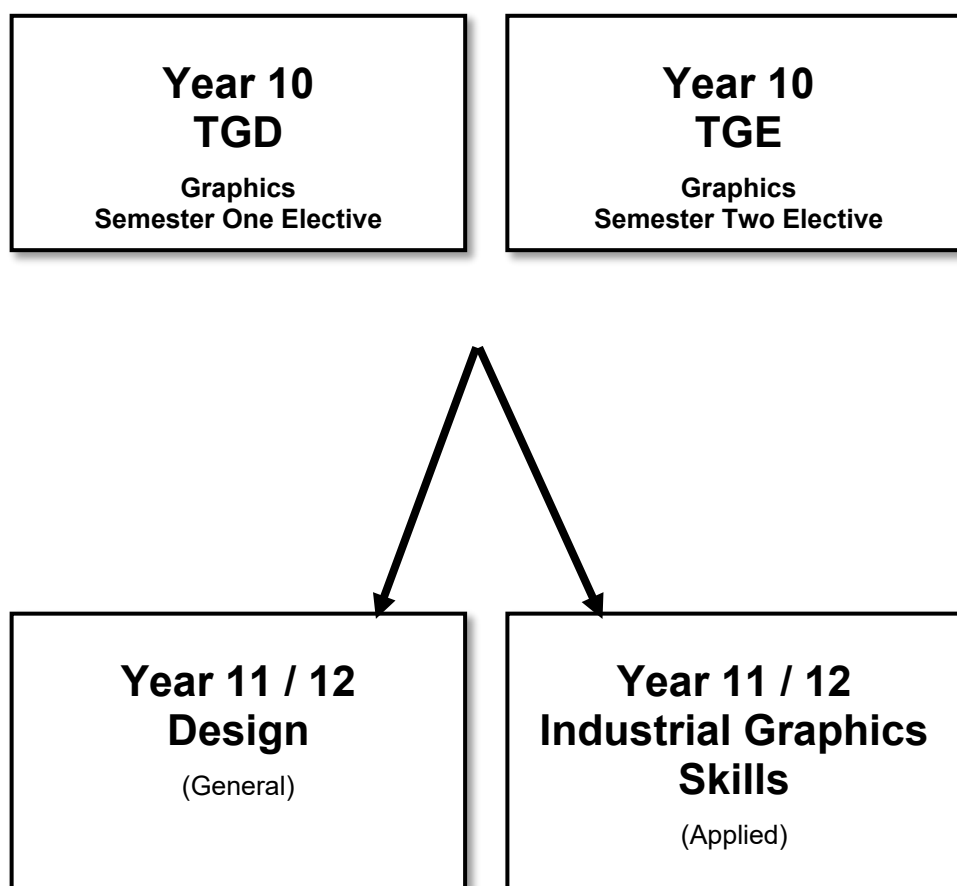 Year 10
TGD
Graphics
Semester One Elective
Year 10
TGE
Graphics
Semester Two Elective
Year 11 / 12
Design
(General)
Year 11 / 12
Industrial Graphics
Skills
(Applied)